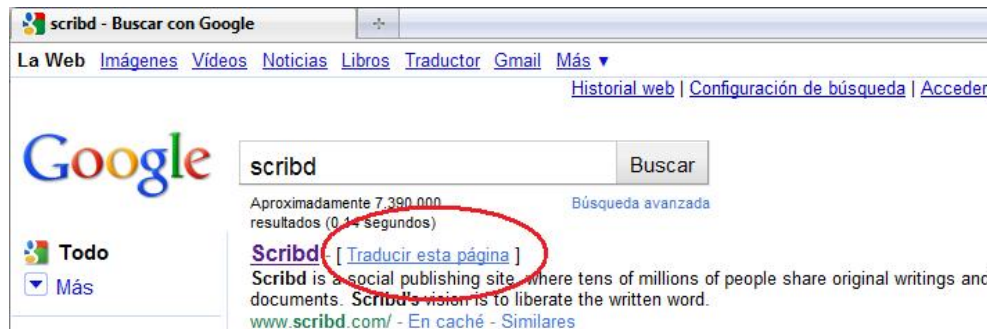 scribd - Buscar con Google
La Web Imágenes Vídeos Noticias Libros Traductor Gmail Más ▼
Historial web | Configuración de búsqueda | Acceder
Google
scribd Buscar
Aproximadamente 7.390.000 Búsqueda avanzada
resultados (0,14 segundos)
Todo
Más
Scribd - [ Traducir esta página ]
Scribd is a social publishing site, where tens of millions of people share original writings and
documents. Scribd's vision is to liberate the written word.
www.scribd.com/ - En caché - Similares